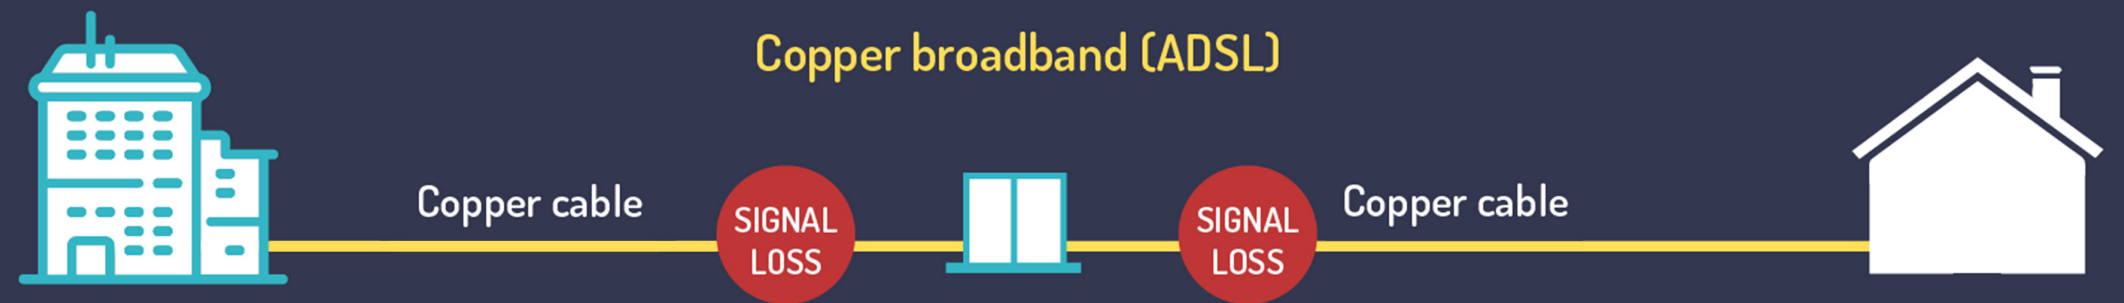 Copper broadband (ADSL)
Copper cable
SIGNAL
LOSS
SIGNAL
LOSS
Copper cable